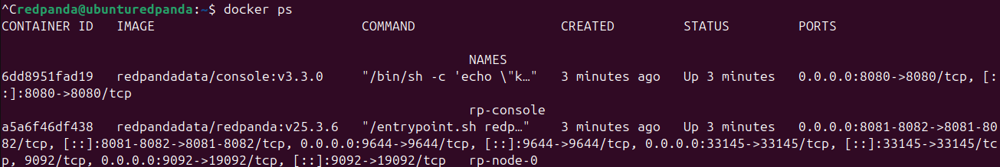 ^Credpanda@ubunturedpanda:~$ docker ps
CONTAINER ID   IMAGE                           COMMAND                   CREATED         STATUS         PORTS
NAMES
6dd8951fad19   redpandadata/console:v3.3.0     "/bin/sh -c 'echo \"k…"   3 minutes ago   Up 3 minutes   0.0.0.0:8080->8080/tcp, [:
:]:8080->8080/tcp
rp-console
a5a6f46df438   redpandadata/redpanda:v25.3.6   "/entrypoint.sh redp…"    3 minutes ago   Up 3 minutes   0.0.0.0:8081-8082->8081-80
82/tcp, [::]:8081-8082->8081-8082/tcp, 0.0.0.0:9644->9644/tcp, [::]:9644->9644/tcp, 0.0.0.0:33145->33145/tcp, [::]:33145->33145/tc
p, 9092/tcp, 0.0.0.0:9092->19092/tcp, [::]:9092->19092/tcp   rp-node-0